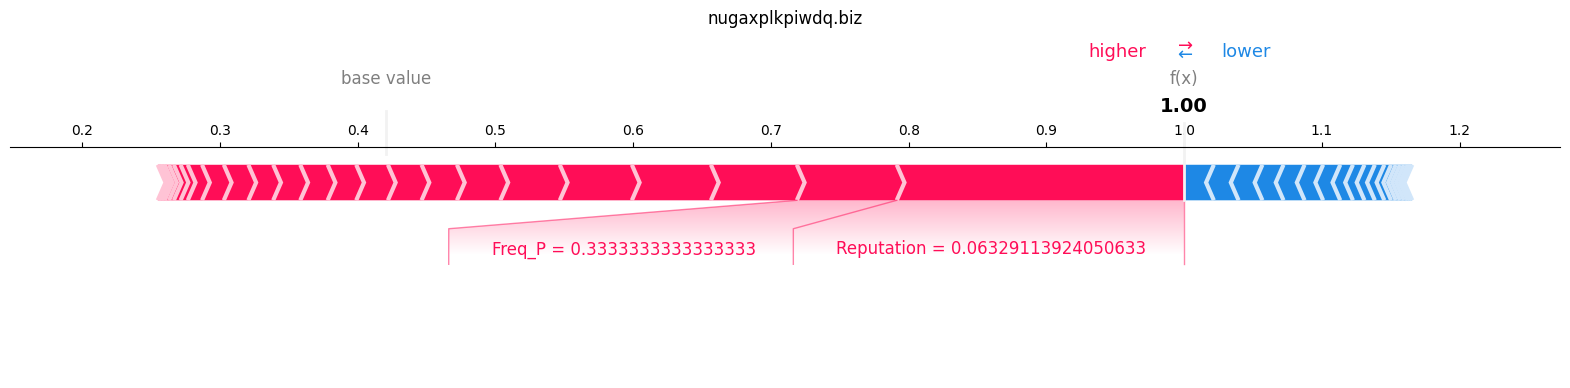 nugaxplkpiwdq.biz
higher ⇄ lower
base value f(x)
1.00
0.2 0.3 0.4 0.5 0.6 0.7 0.8 0.9 1.0 1.1 1.2
Freq_P = 0.3333333333333333 Reputation = 0.06329113924050633